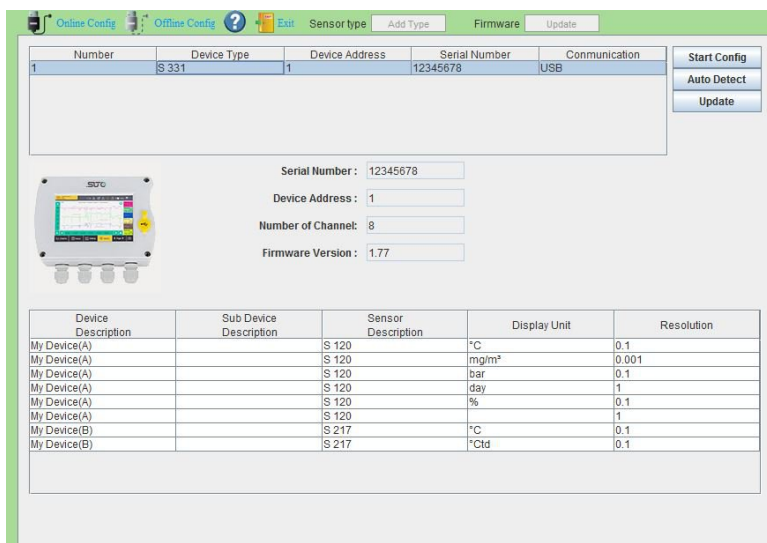 Online Config Offline Config ? Exit Sensor type Add Type Firmware Update
Number Device Type Device Address Serial Number Conmunication
1 S 331 1 12345678 USB
Start Config
Auto Detect
Update
SUTO
Serial Number : 12345678
Device Address : 1
Number of Channel: 8
Firmware Version : 1.77
Device Description Sub Device Description Sensor Description Display Unit Resolution
My Device(A) S 120 °C 0.1
My Device(A) S 120 mg/m³ 0.001
My Device(A) S 120 bar 0.1
My Device(A) S 120 day 1
My Device(A) S 120 % 0.1
My Device(A) S 120 1
My Device(B) S 217 °C 0.1
My Device(B) S 217 °Ctd 0.1